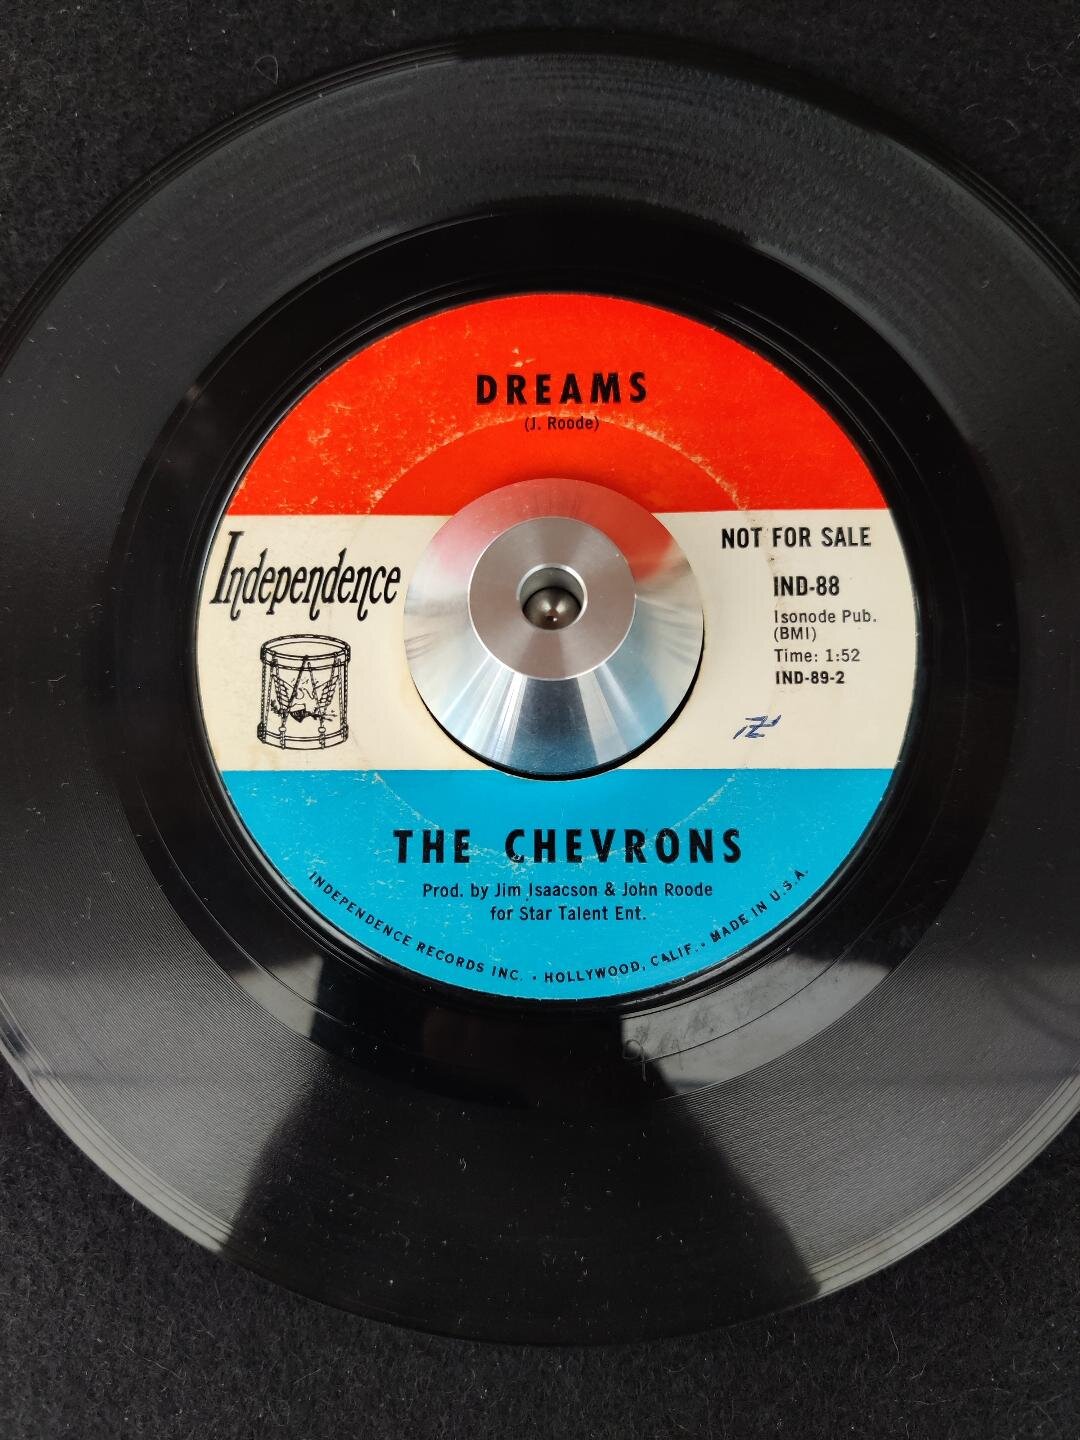 DREAMS
(J. Roode)
Independence
NOT FOR SALE
IND-88
Isonode Pub.
(BMI)
Time: 1:52
IND-89-2
THE CHEVRONS
Prod. by Jim Isaacson & John Roode
for Star Talent Ent.
INDEPENDENCE RECORDS INC. • HOLLYWOOD, CALIF. • MADE IN U.S.A.